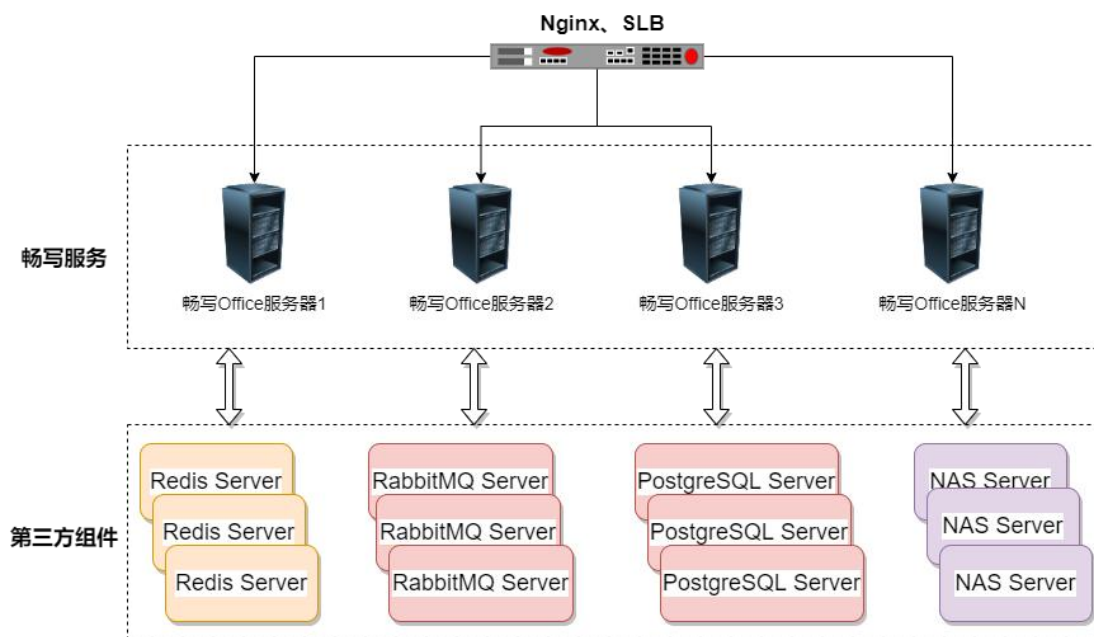 Nginx、SLB
畅写服务
畅写Office服务器1
畅写Office服务器2
畅写Office服务器3
畅写Office服务器N
第三方组件
Redis Server
Redis Server
Redis Server
RabbitMQ Server
RabbitMQ Server
RabbitMQ Server
PostgreSQL Server
PostgreSQL Server
PostgreSQL Server
NAS Server
NAS Server
NAS Server